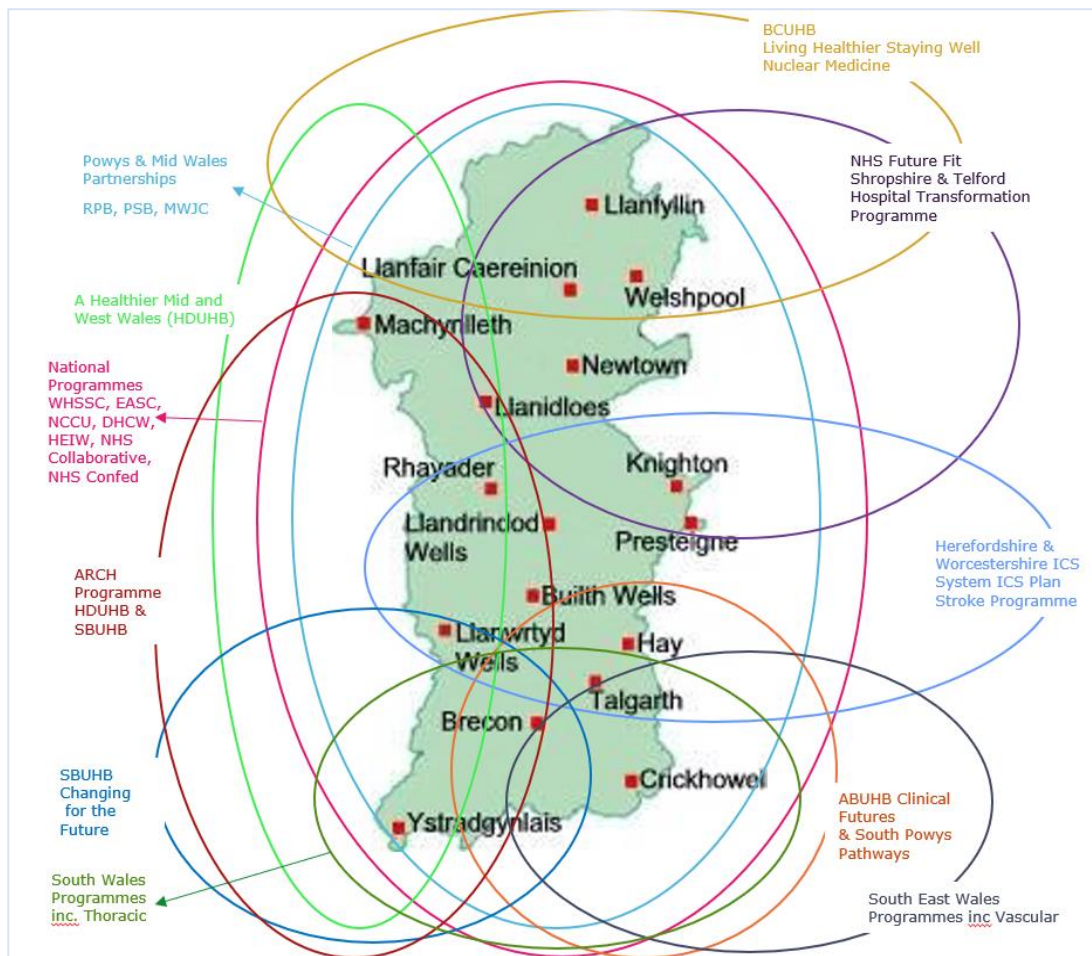 BCUHB
Living Healthier Staying Well
Nuclear Medicine
Powys & Mid Wales
Partnerships
RPB, PSB, MWJC
NHS Future Fit
Shropshire & Telford
Hospital Transformation
Programme
A Healthier Mid and
West Wales (HDUHB)
National
Programmes
WHSSC, EASC,
NCCU, DHCW,
HEIW, NHS
Collaborative,
NHS Confed
ARCH
Programme
HDUHB &
SBUHB
Herefordshire &
Worcestershire ICS
System ICS Plan
Stroke Programme
SBUHB
Changing
for the
Future
South Wales
Programmes
inc. Thoracic
ABUHB Clinical
Futures
& South Powys
Pathways
South East Wales
Programmes inc Vascular
Llanfyllin
Llanfair Caereinion
Welshpool
Machynlleth
Newtown
Llanidloes
Rhayader
Knighton
Llandrindod
Wells
Presteigne
Builth Wells
Llanwrtyd
Wells
Hay
Talgarth
Brecon
Crickhowel
Ystradgynlais